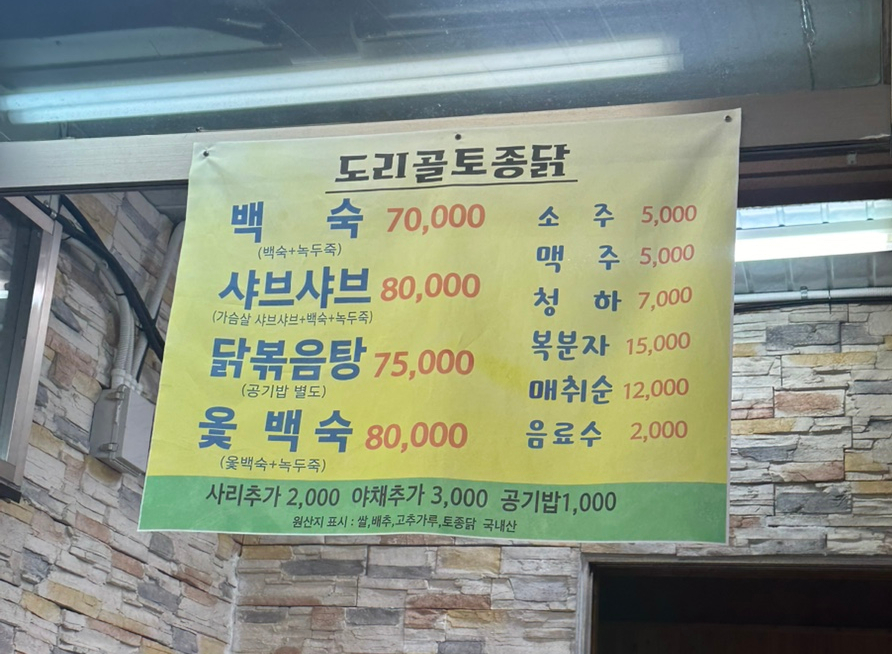 도리골토종닭
백 숙 70,000
(백숙+녹두죽)
샤브샤브 80,000
(가슴살 샤브샤브+백숙+녹두죽)
닭볶음탕 75,000
(공기밥 별도)
옻 백 숙 80,000
(옻백숙+녹두죽)
소 주 5,000
맥 주 5,000
청 하 7,000
복분자 15,000
매취순 12,000
음료수 2,000
사리추가 2,000 야채추가 3,000 공기밥1,000
원산지 표시 : 쌀,배추,고추가루,토종닭 국내산